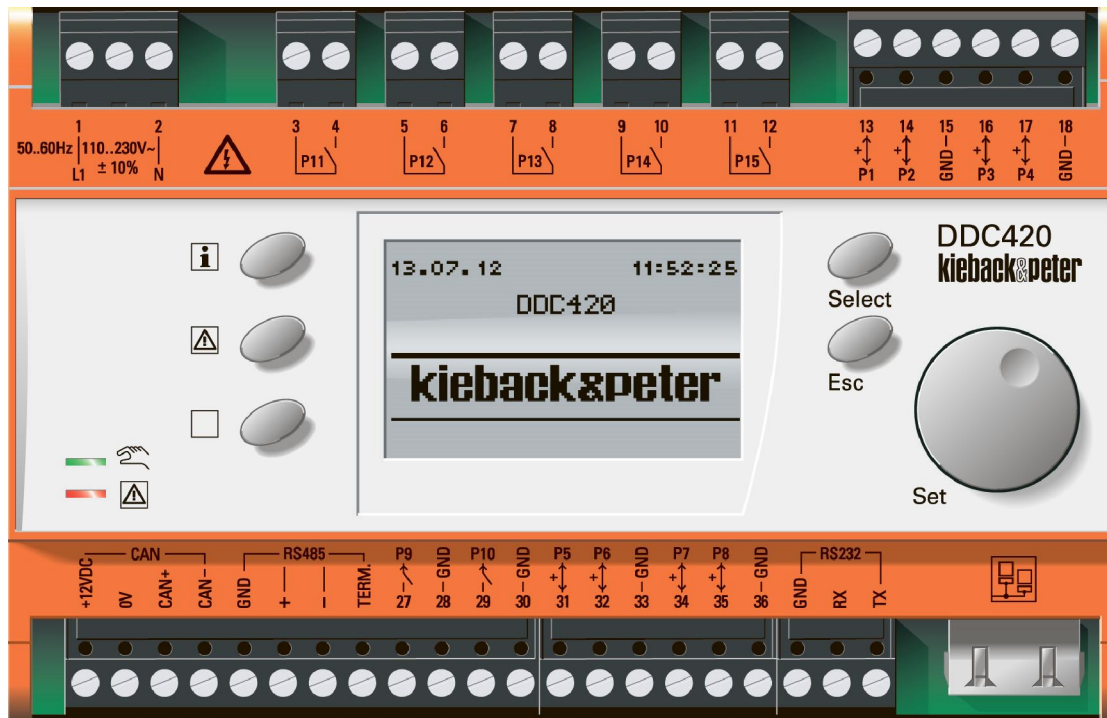 1 2 3 4 5 6 7 8 9 10 11 12 13 14 15 16 17 18
50..60Hz 110..230V~ P11 P12 P13 P14 P15 + + GND + + GND
L1 ± 10% N P1 P2 P3 P4
i
13.07.12 11:52:25
DDC420
kieback&peter
Select
Esc
DDC420
kieback&peter
Set
CAN RS485 P9 GND P10 GND P5 P6 GND P7 P8 GND RS232
+12VDC 0V CAN+ CAN- GND + - TERM. + + + + GND RX TX
27 28 29 30 31 32 33 34 35 36